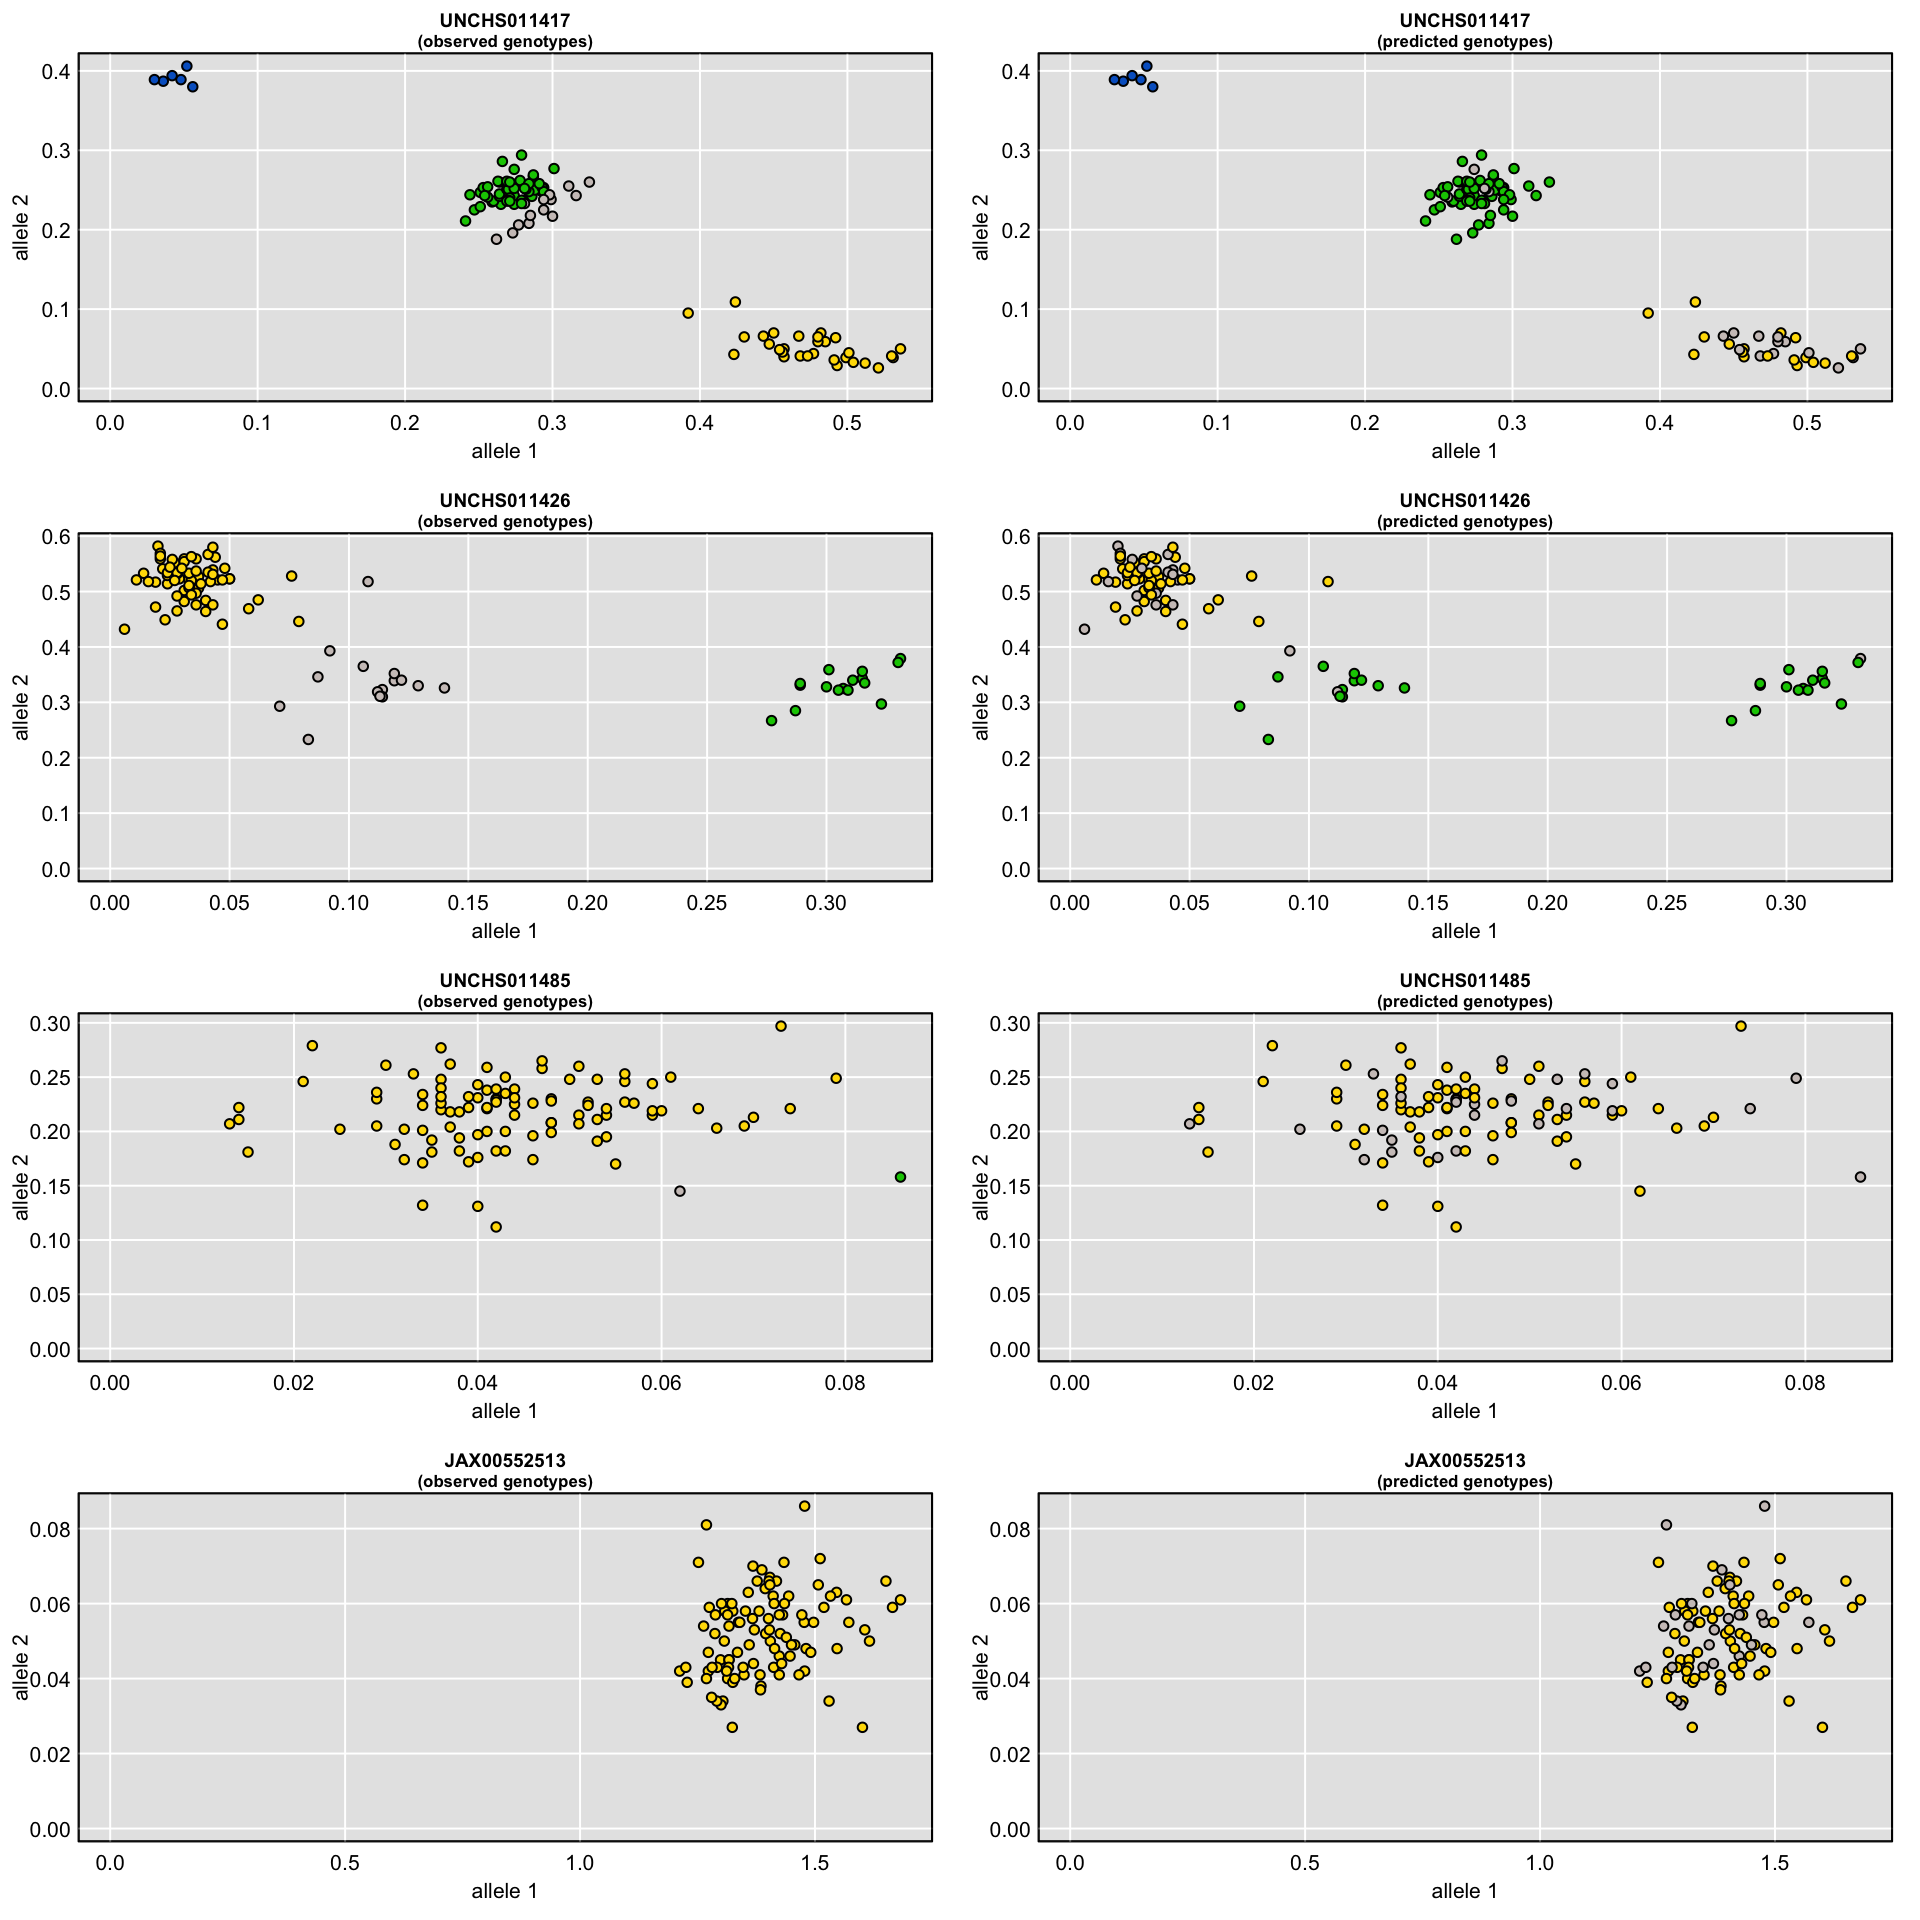 UNCHS011417
(observed genotypes)
allele 2
0.4
0.3
0.2
0.1
0.0
0.0 0.1 0.2 0.3 0.4 0.5
allele 1
UNCHS011417
(predicted genotypes)
allele 2
0.4
0.3
0.2
0.1
0.0
0.0 0.1 0.2 0.3 0.4 0.5
allele 1
UNCHS011426
(observed genotypes)
allele 2
0.6
0.5
0.4
0.3
0.2
0.1
0.0
0.00 0.05 0.10 0.15 0.20 0.25 0.30
allele 1
UNCHS011426
(predicted genotypes)
allele 2
0.6
0.5
0.4
0.3
0.2
0.1
0.0
0.00 0.05 0.10 0.15 0.20 0.25 0.30
allele 1
UNCHS011485
(observed genotypes)
allele 2
0.30
0.25
0.20
0.15
0.10
0.05
0.00
0.00 0.02 0.04 0.06 0.08
allele 1
UNCHS011485
(predicted genotypes)
allele 2
0.30
0.25
0.20
0.15
0.10
0.05
0.00
0.00 0.02 0.04 0.06 0.08
allele 1
JAX00552513
(observed genotypes)
allele 2
0.08
0.06
0.04
0.02
0.00
0.0 0.5 1.0 1.5
allele 1
JAX00552513
(predicted genotypes)
allele 2
0.08
0.06
0.04
0.02
0.00
0.0 0.5 1.0 1.5
allele 1